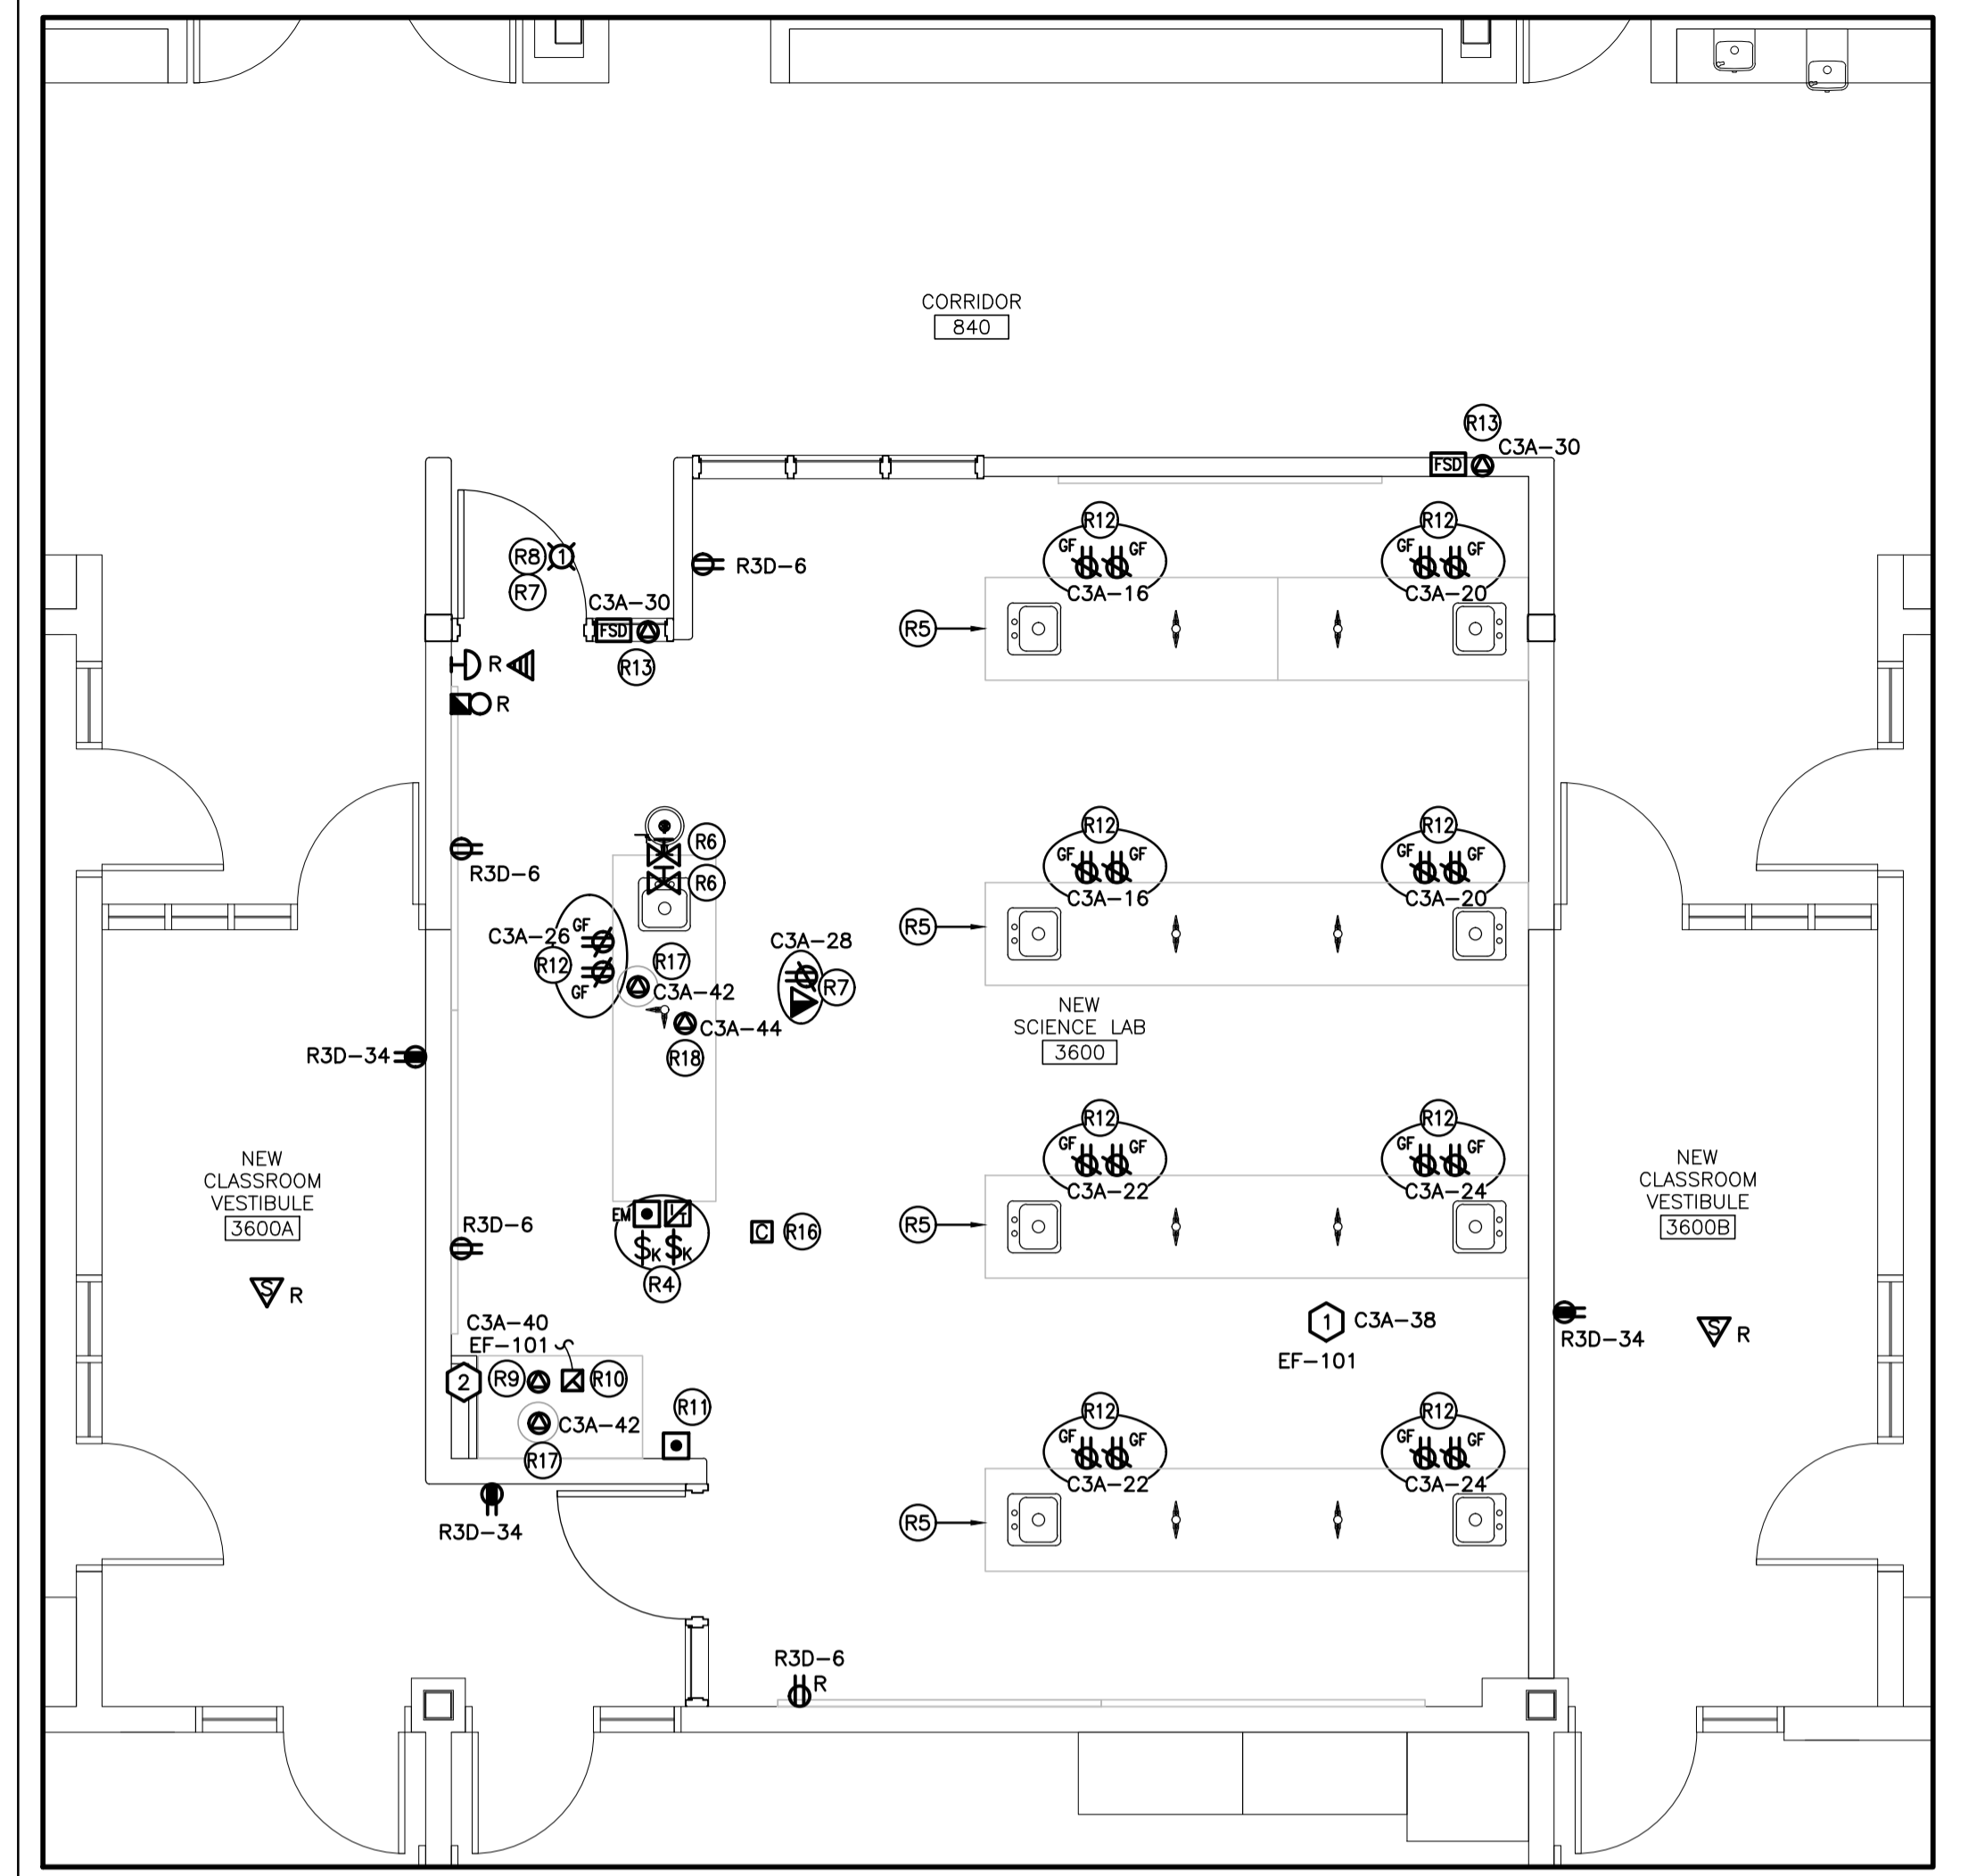 CORRIDOR
840
R13
C3A-30
FSD
R12
R12
GF
GF
GF
GF
R8
1
R7
R3D-6
C3A-16
C3A-20
C3A-30
FSD
R5
R13
R
R
R12
R12
R6
GF
GF
GF
GF
R3D-6
R6
C3A-16
C3A-20
GF
C3A-26
R5
C3A-28
R12
R17
R7
GF
C3A-42
NEW
SCIENCE LAB
3600
C3A-44
R3D-34
R18
R12
R12
GF
GF
GF
GF
NEW
CLASSROOM
VESTIBULE
3600A
NEW
CLASSROOM
VESTIBULE
3600B
C3A-22
C3A-24
EM
I
T
R3D-6
C
R16
R5
$K
$K
R4
S
R
C3A-40
EF-101
1
C3A-38
EF-101
R3D-34
S
R
2
R9
R10
R11
R12
R12
C3A-42
GF
GF
GF
GF
R17
C3A-22
C3A-24
R3D-34
R5
R3D-6
R